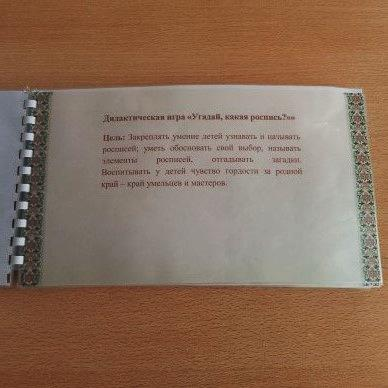 Дидактическая игра «Угадай, какая роспись?»»
Цель: Закреплять умение детей узнавать и называть
росписей; уметь обосновать свой выбор, называть
элементы росписей, отгадывать загадки.
Воспитывать у детей чувство гордости за родной
край – край умельцев и мастеров.